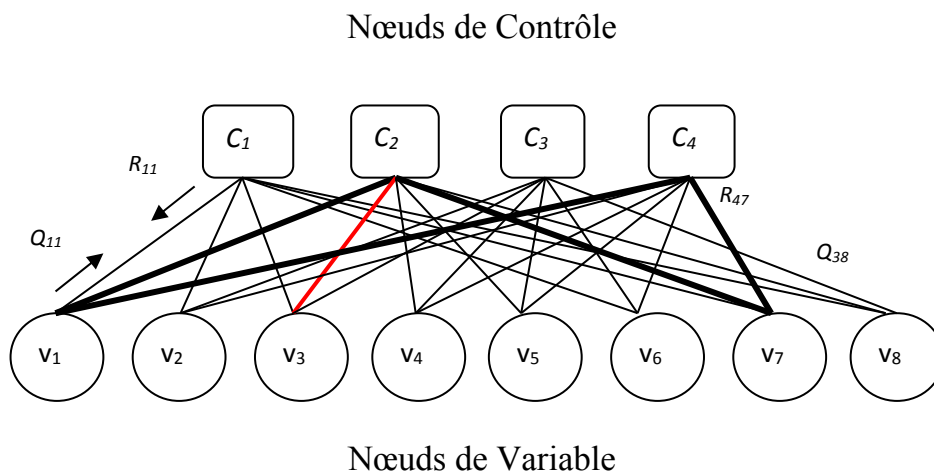 Nœuds de Contrôle
C1 C2 C3 C4
R11
R47
Q11
Q38
v1 v2 v3 v4 v5 v6 v7 v8
Nœuds de Variable